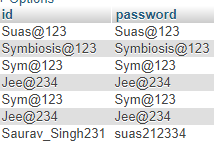 Options
id password
Suas@123 Suas@123
Symbiosis@123 Symbiosis@123
Sym@123 Sym@123
Jee@234 Jee@234
Sym@123 Sym@123
Jee@234 Jee@234
Saurav_Singh231 suas212334